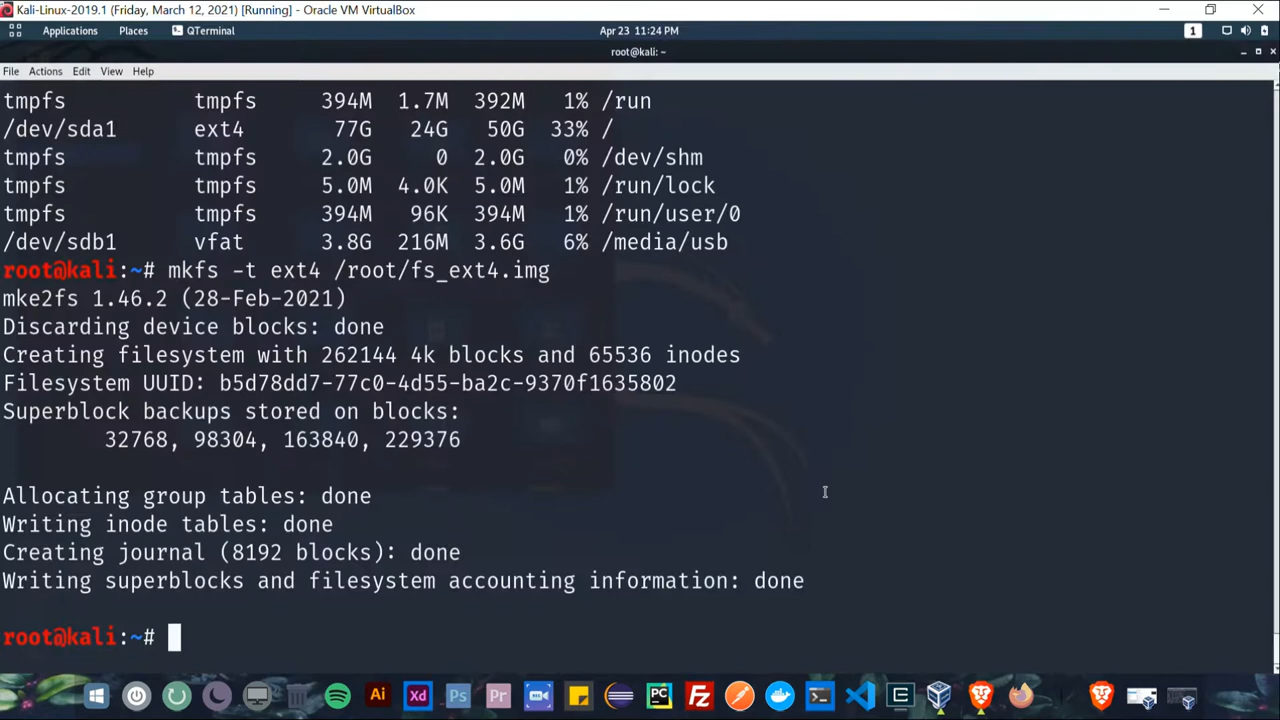 Kali-Linux-2019.1 (Friday, March 12, 2021) [Running] - Oracle VM VirtualBox
Applications Places QTerminal Apr 23 11:24 PM 1
root@kali: ~
File Actions Edit View Help
tmpfs tmpfs 394M 1.7M 392M 1% /run
/dev/sda1 ext4 77G 24G 50G 33% /
tmpfs tmpfs 2.0G 0 2.0G 0% /dev/shm
tmpfs tmpfs 5.0M 4.0K 5.0M 1% /run/lock
tmpfs tmpfs 394M 96K 394M 1% /run/user/0
/dev/sdb1 vfat 3.8G 216M 3.6G 6% /media/usb
root@kali:~# mkfs -t ext4 /root/fs_ext4.img
mke2fs 1.46.2 (28-Feb-2021)
Discarding device blocks: done
Creating filesystem with 262144 4k blocks and 65536 inodes
Filesystem UUID: b5d78dd7-77c0-4d55-ba2c-9370f1635802
Superblock backups stored on blocks:
32768, 98304, 163840, 229376
Allocating group tables: done
Writing inode tables: done
Creating journal (8192 blocks): done
Writing superblocks and filesystem accounting information: done
root@kali:~#
Ai Xd Ps Pr PC FZ